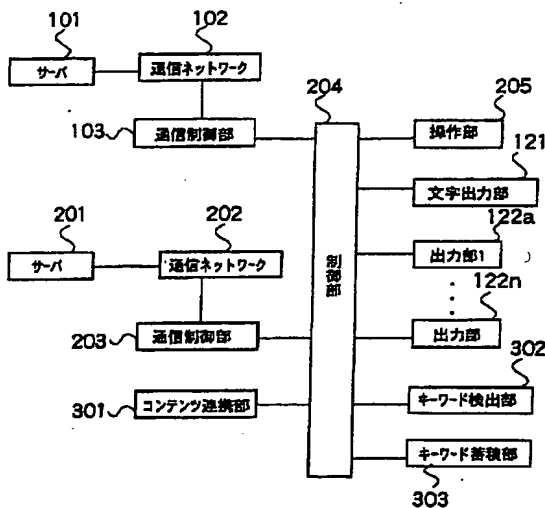 101
102
サーバ
通信ネットワーク
204
205
103
通信制御部
操作部
121
文字出力部
201
202
122a
サーバ
通信ネットワーク
制御部
出力部1
122n
203
通信制御部
出力部
302
301
コンテンツ連携部
キーワード検出部
キーワード蓄積部
303